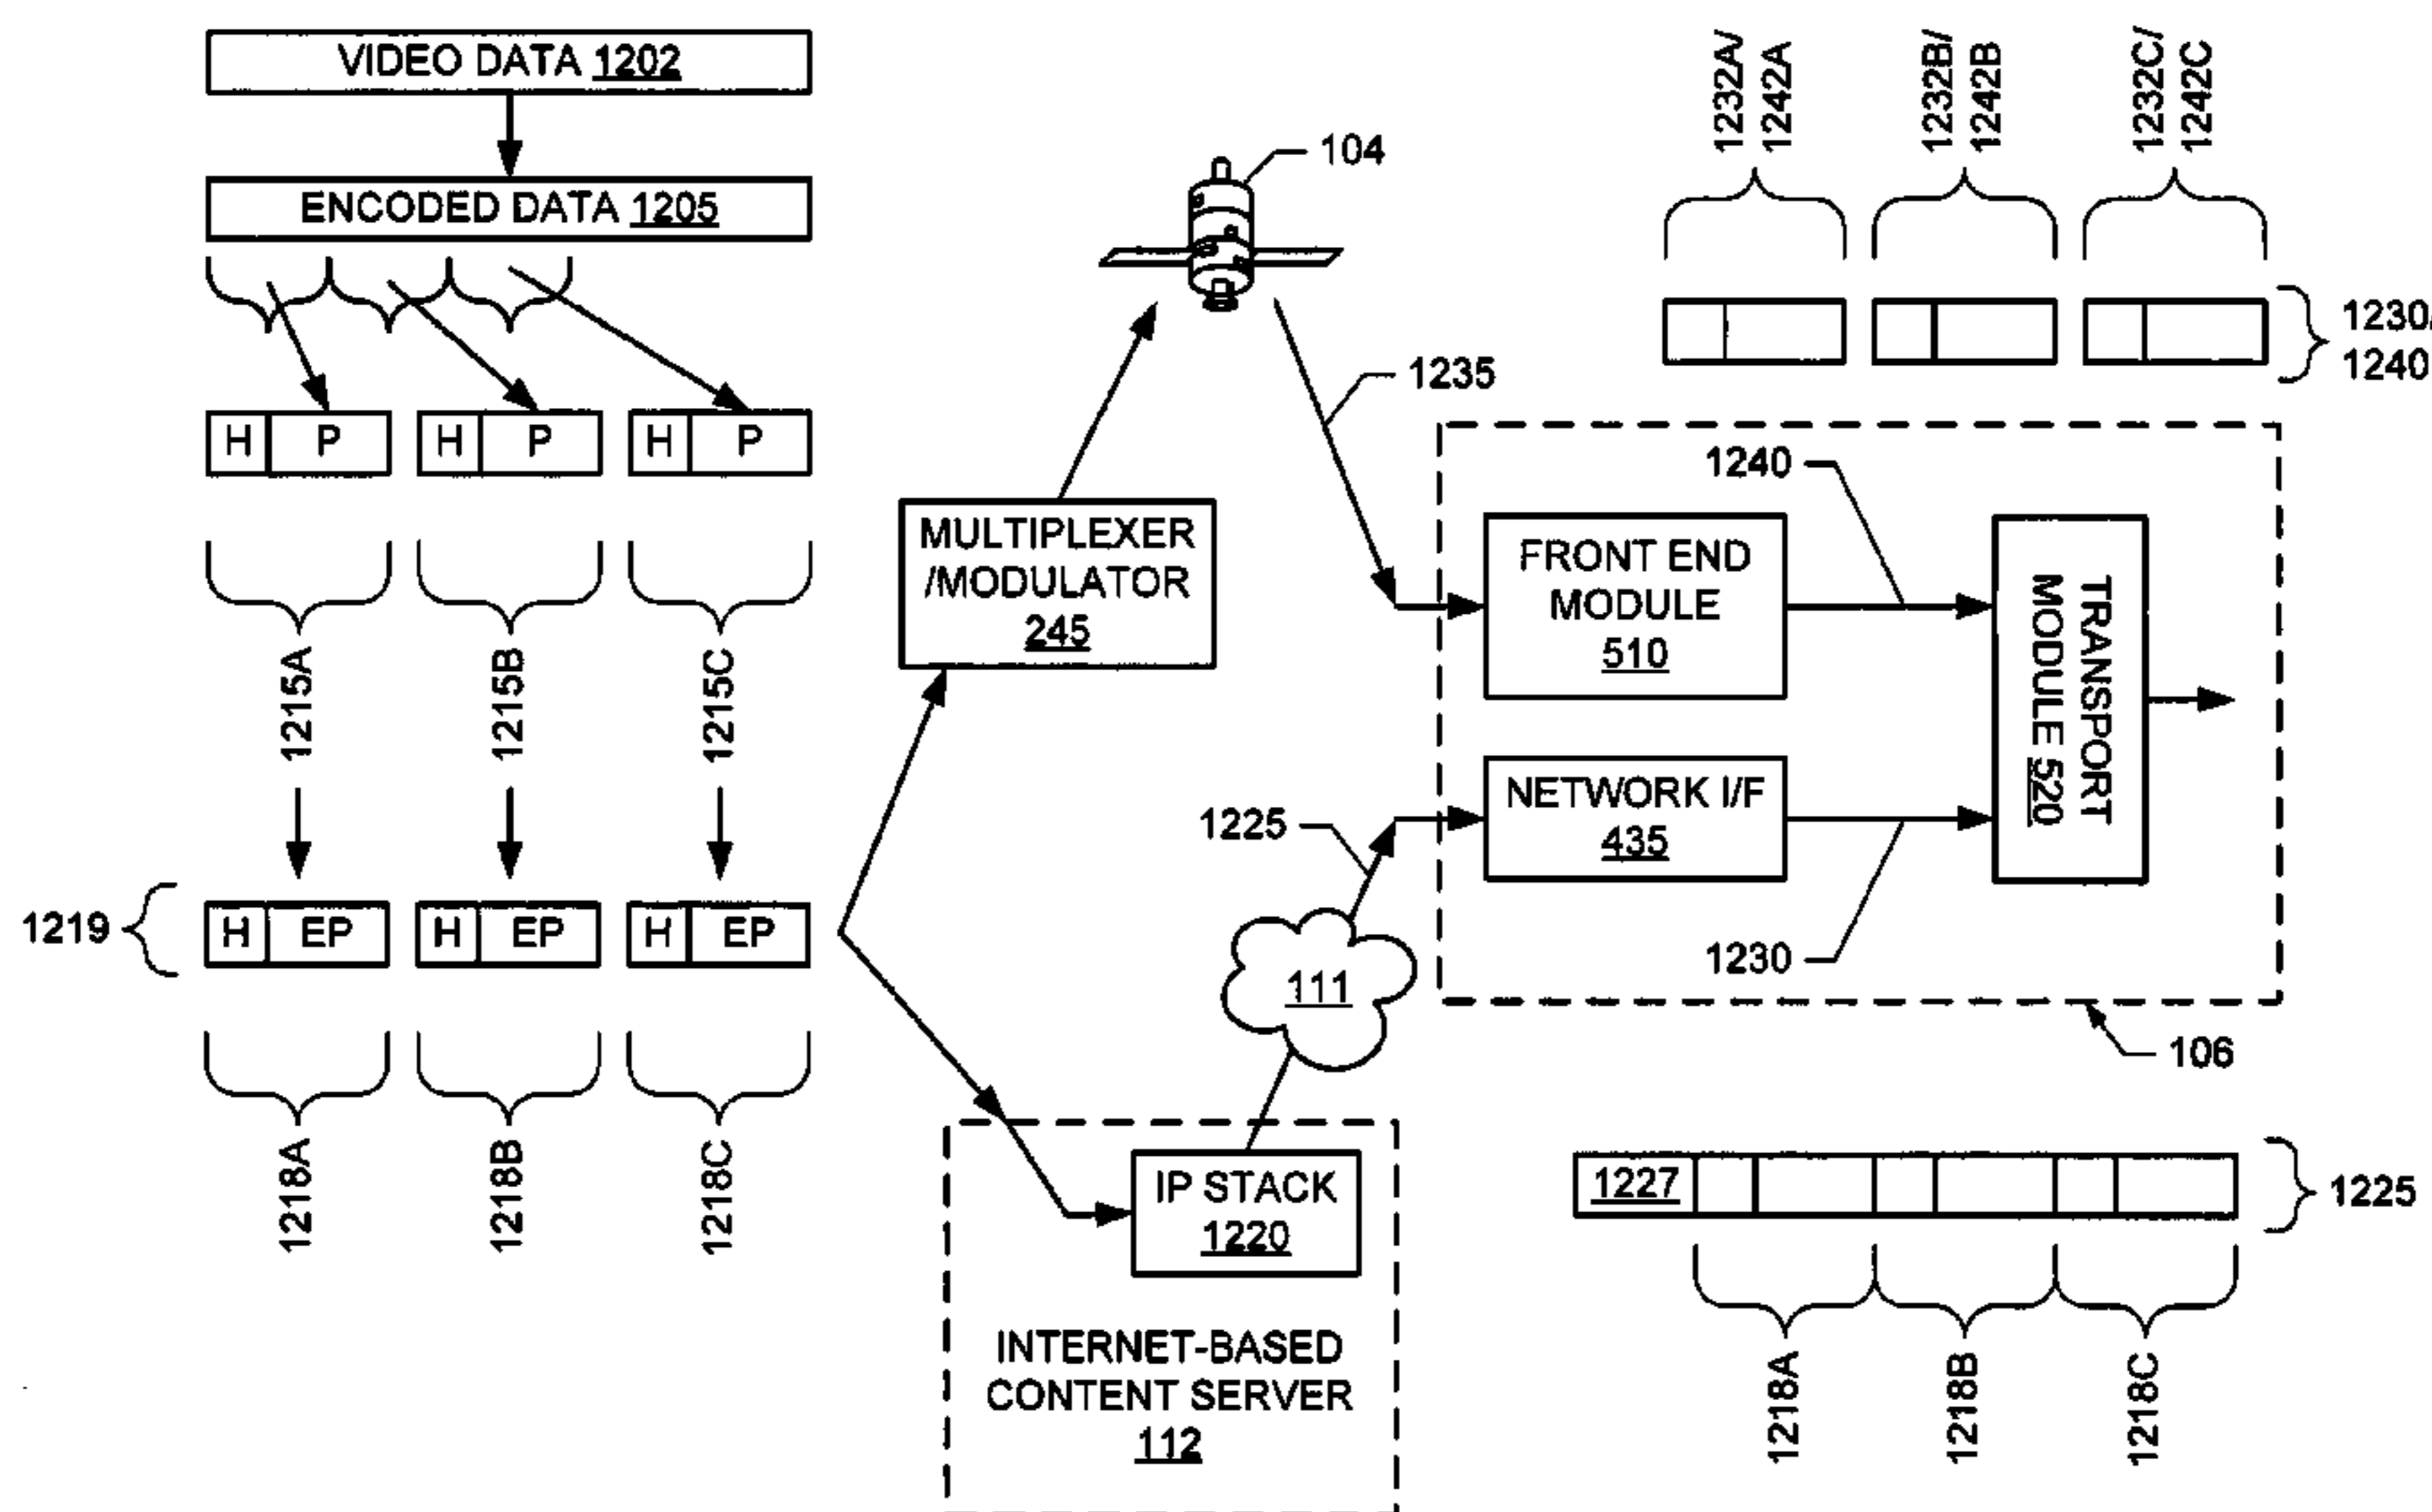 VIDEO DATA 1202
ENCODED DATA 1205
H P H P H P
1215A
1215B
1215C
1219
H EP H EP H EP
1218A
1218B
1218C
104
MULTIPLEXER
/MODULATOR
245
1235
1232A/
1242A
1232B/
1242B
1232C/
1242C
1230
1240
1240
FRONT END
MODULE
510
NETWORK I/F
435
TRANSPORT
MODULE 520
1225
1230
111
106
IP STACK
1220
INTERNET-BASED
CONTENT SERVER
112
1227
1225
1218A
1218B
1218C